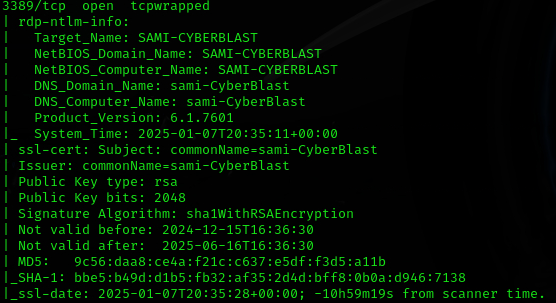 3389/tcp  open  tcpwrapped
| rdp-ntlm-info:
|   Target_Name: SAMI-CYBERBLAST
|   NetBIOS_Domain_Name: SAMI-CYBERBLAST
|   NetBIOS_Computer_Name: SAMI-CYBERBLAST
|   DNS_Domain_Name: sami-CyberBlast
|   DNS_Computer_Name: sami-CyberBlast
|   Product_Version: 6.1.7601
|_  System_Time: 2025-01-07T20:35:11+00:00
| ssl-cert: Subject: commonName=sami-CyberBlast
| Issuer: commonName=sami-CyberBlast
| Public Key type: rsa
| Public Key bits: 2048
| Signature Algorithm: sha1WithRSAEncryption
| Not valid before: 2024-12-15T16:36:30
| Not valid after:  2025-06-16T16:36:30
| MD5:   9c56:daa8:ce4a:f21c:c637:e5df:f3d5:a11b
|_SHA-1: bbe5:b49d:d1b5:fb32:af35:2d4d:bff8:0b0a:d946:7138
|_ssl-date: 2025-01-07T20:35:28+00:00; -10h59m19s from scanner time.